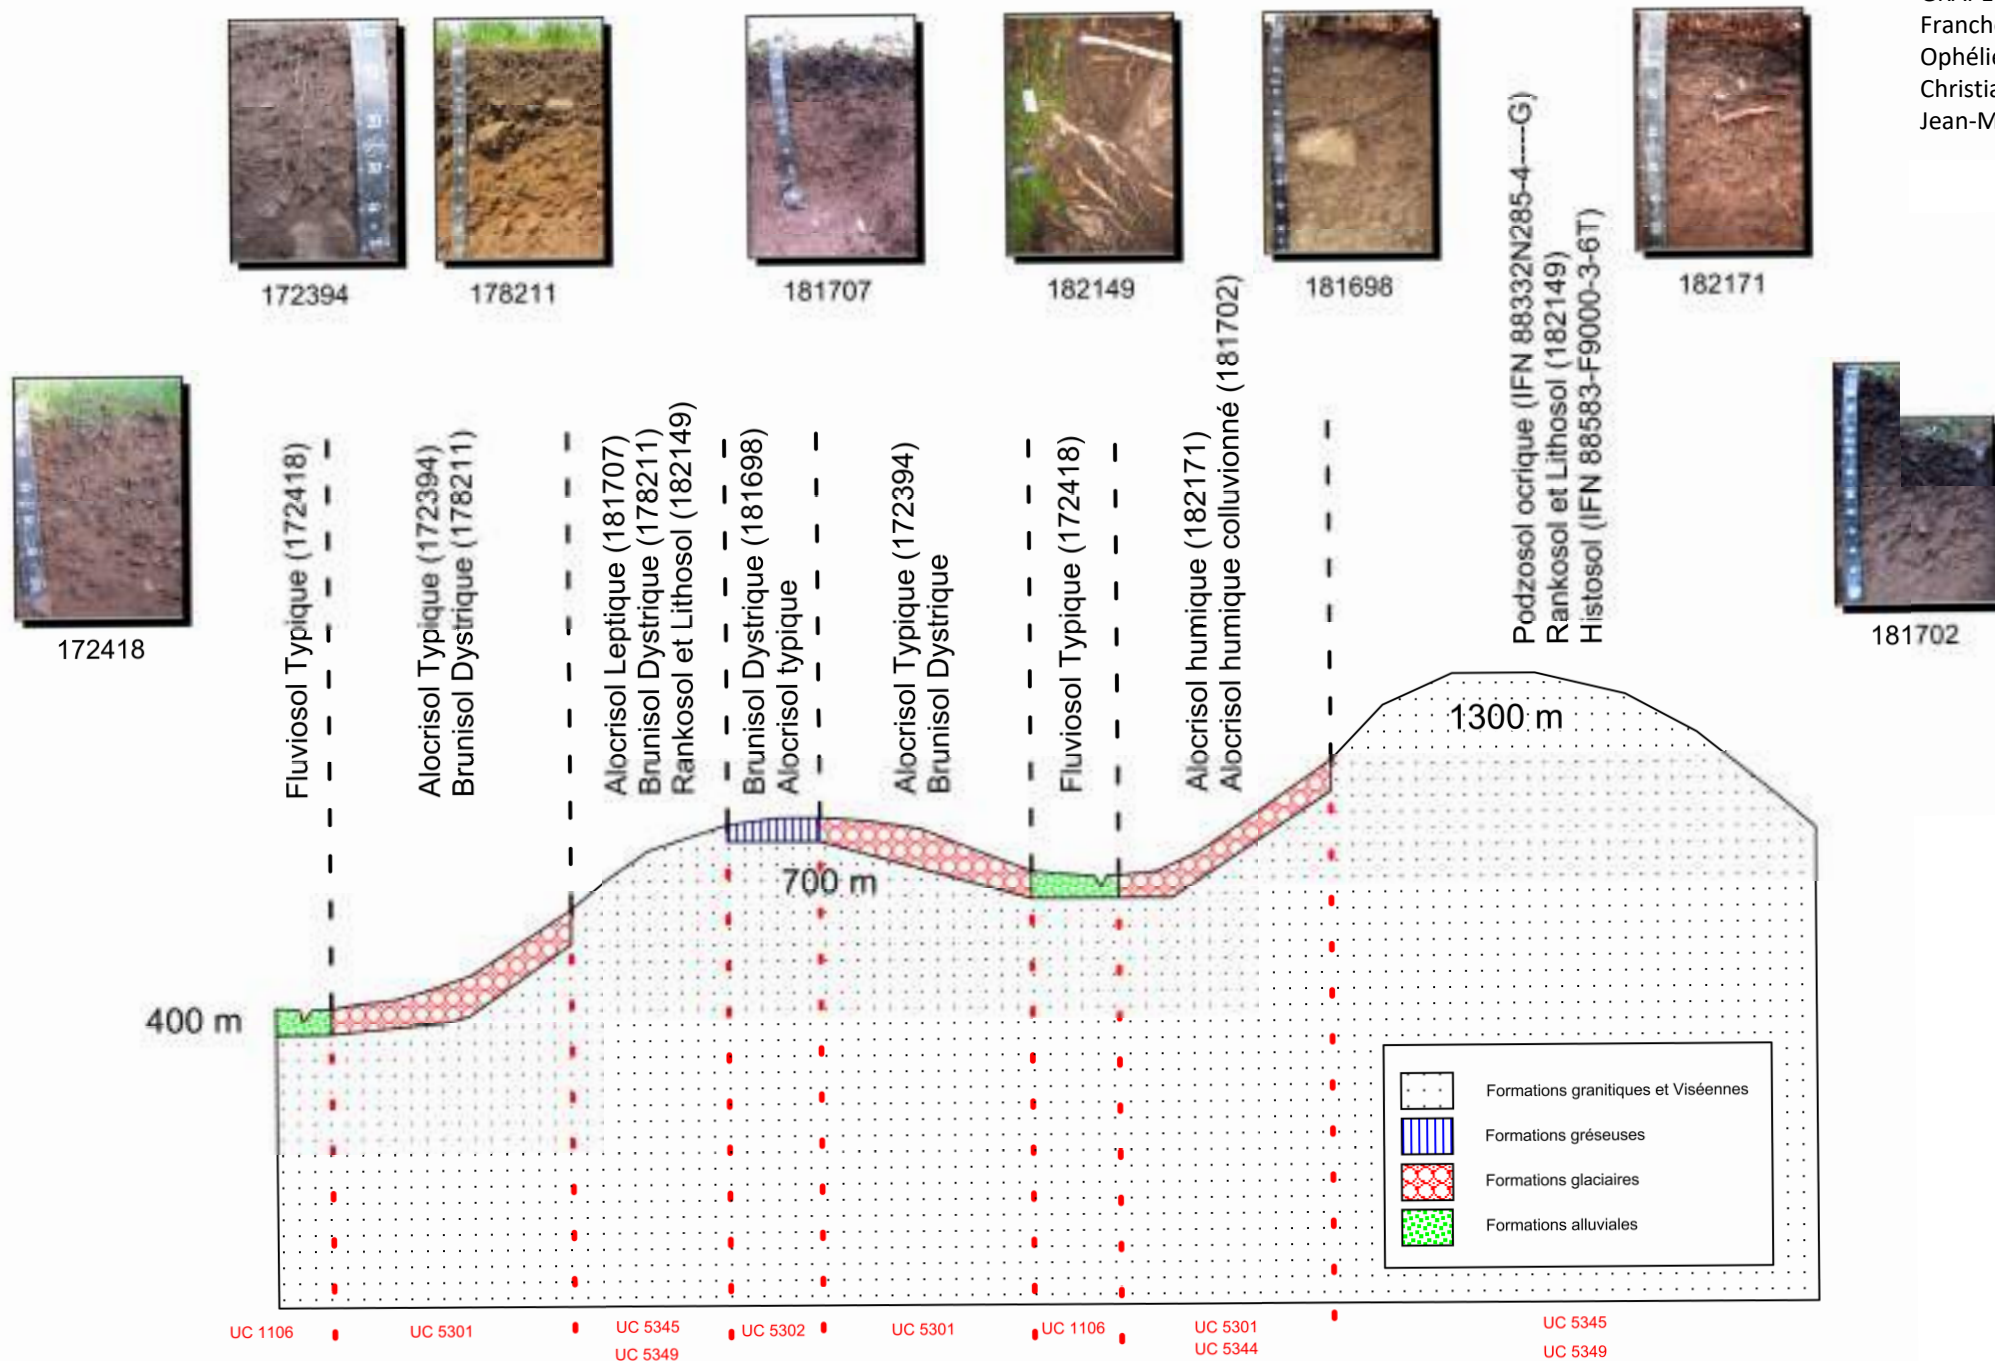 Franch
Ophélie
Christia
Jean-M
172394
178211
181707
182149
181698
182171
172418
181702
Fluviosol Typique (172418)
Alocrisol Typique (172394)
Brunisol Dystrique (178211)
Alocrisol Leptique (181707)
Brunisol Dystrique (178211)
Rankosol et Lithosol (182149)
Brunisol Dystrique (181698)
Alocrisol typique
Alocrisol Typique (172394)
Brunisol Dystrique
Fluviosol Typique (172418)
Alocrisol humique (182171)
Alocrisol humique colluvionné (181702)
Podzosol ocrique (IFN 88332N285-4----G)
Rankosol et Lithosol (182149)
Histosol (IFN 88583-F9000-3-6T)
1300 m
700 m
400 m
Formations granitiques et Viséennes
Formations gréseuses
Formations glaciaires
Formations alluviales
UC 1106
UC 5301
UC 5345
UC 5349
UC 5302
UC 5301
UC 1106
UC 5301
UC 5344
UC 5345
UC 5349